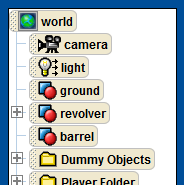 world
camera
light
ground
revolver
barrel
Dummy Objects
Player Folder